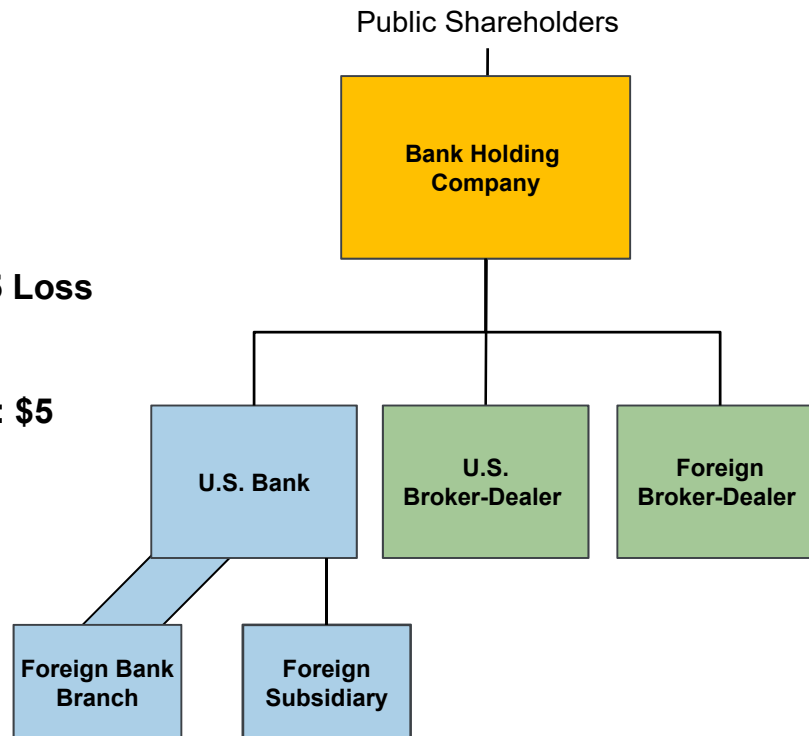 Public Shareholders
Bank Holding
Company
Loss
: $5
U.S. Bank
U.S.
Broker-Dealer
Foreign
Broker-Dealer
Foreign Bank
Branch
Foreign
Subsidiary